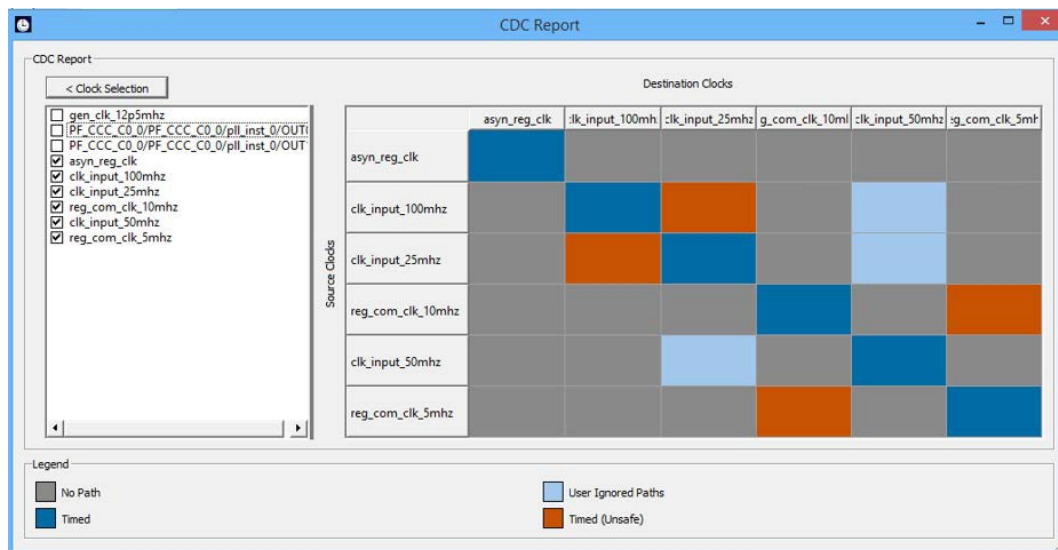 CDC Report
CDC Report
< Clock Selection
gen_clk_12p5mhz
PF_CCC_C0_0/PF_CCC_C0_0/pll_inst_0/OUT0
PF_CCC_C0_0/PF_CCC_C0_0/pll_inst_0/OUT
asyn_reg_clk
clk_input_100mhz
clk_input_25mhz
reg_com_clk_10mhz
clk_input_50mhz
reg_com_clk_5mhz
Destination Clocks
Source Clocks
asyn_reg_clk :lk_input_100mh: :lk_input_25mhz g_com_clk_10ml :lk_input_50mhz :g_com_clk_5mh
asyn_reg_clk
clk_input_100mhz
clk_input_25mhz
reg_com_clk_10mhz
clk_input_50mhz
reg_com_clk_5mhz
Legend
No Path
User Ignored Paths
Timed
Timed (Unsafe)